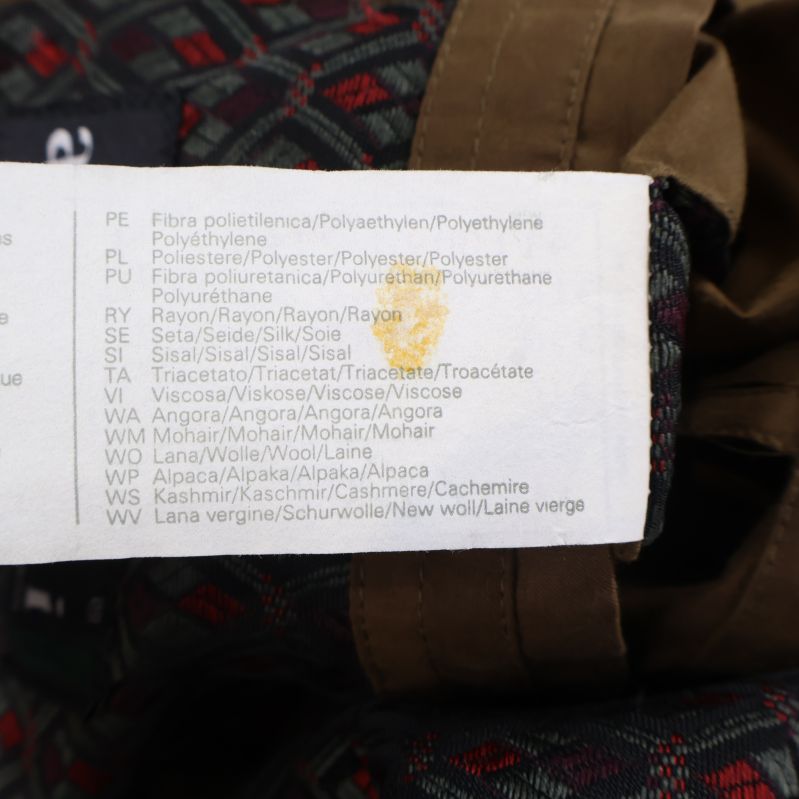 a
PE Fibra polietilenica/Polyaethylen/Polyethylene
Polyéthylene
PL Poliestere/Polyester/Polyester/Polyester
PU Fibra poliuretanica/Polyurethan/Polyurethane
Polyuréthane
RY Rayon/Rayon/Rayon/Rayon
SE Seta/Seide/Silk/Soie
SI Sisal/Sisal/Sisal/Sisal
TA Triacetato/Triacetat/Triacetate/Troacétate
VI Viscosa/Viskose/Viscose/Viscose
WA Angora/Angora/Angora/Angora
WM Mohair/Mohair/Mohair/Mohair
WO Lana/Wolle/Wool/Laine
WP Alpaca/Alpaka/Alpaka/Alpaca
WS Kashmir/Kaschmir/Cashmere/Cachemire
WV Lana vergine/Schurwolle/New woll/Laine vierge